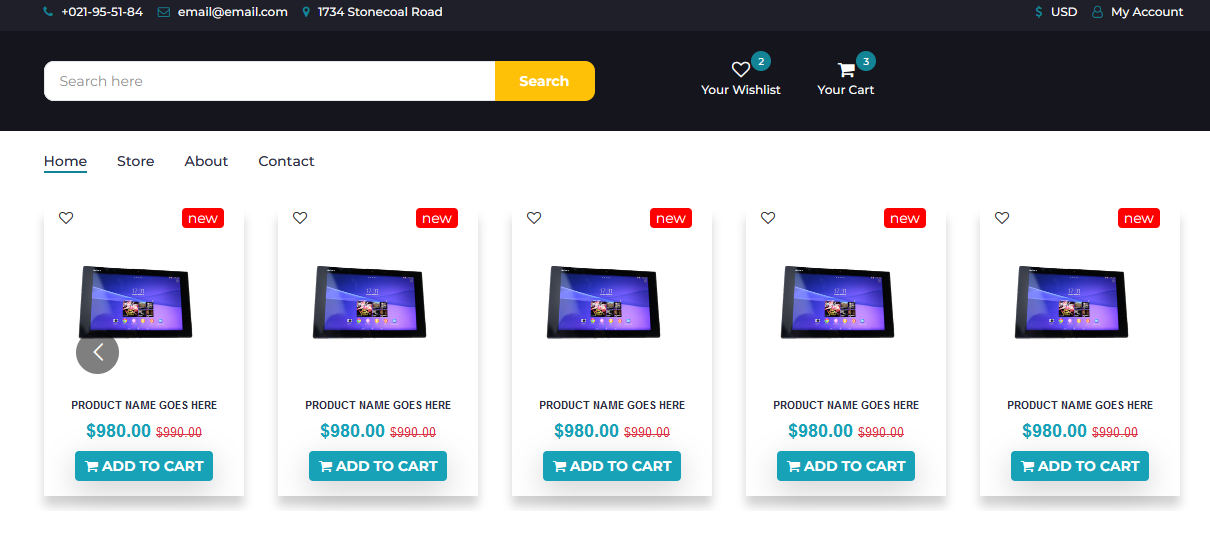 +021-95-51-84 email@email.com 1734 Stonecoal Road $ USD My Account
Search here Search
2 3
Your Wishlist Your Cart
Home Store About Contact
new new new new new
PRODUCT NAME GOES HERE PRODUCT NAME GOES HERE PRODUCT NAME GOES HERE PRODUCT NAME GOES HERE PRODUCT NAME GOES HERE
$980.00 $990.00 $980.00 $990.00 $980.00 $990.00 $980.00 $990.00 $980.00 $990.00
ADD TO CART ADD TO CART ADD TO CART ADD TO CART ADD TO CART